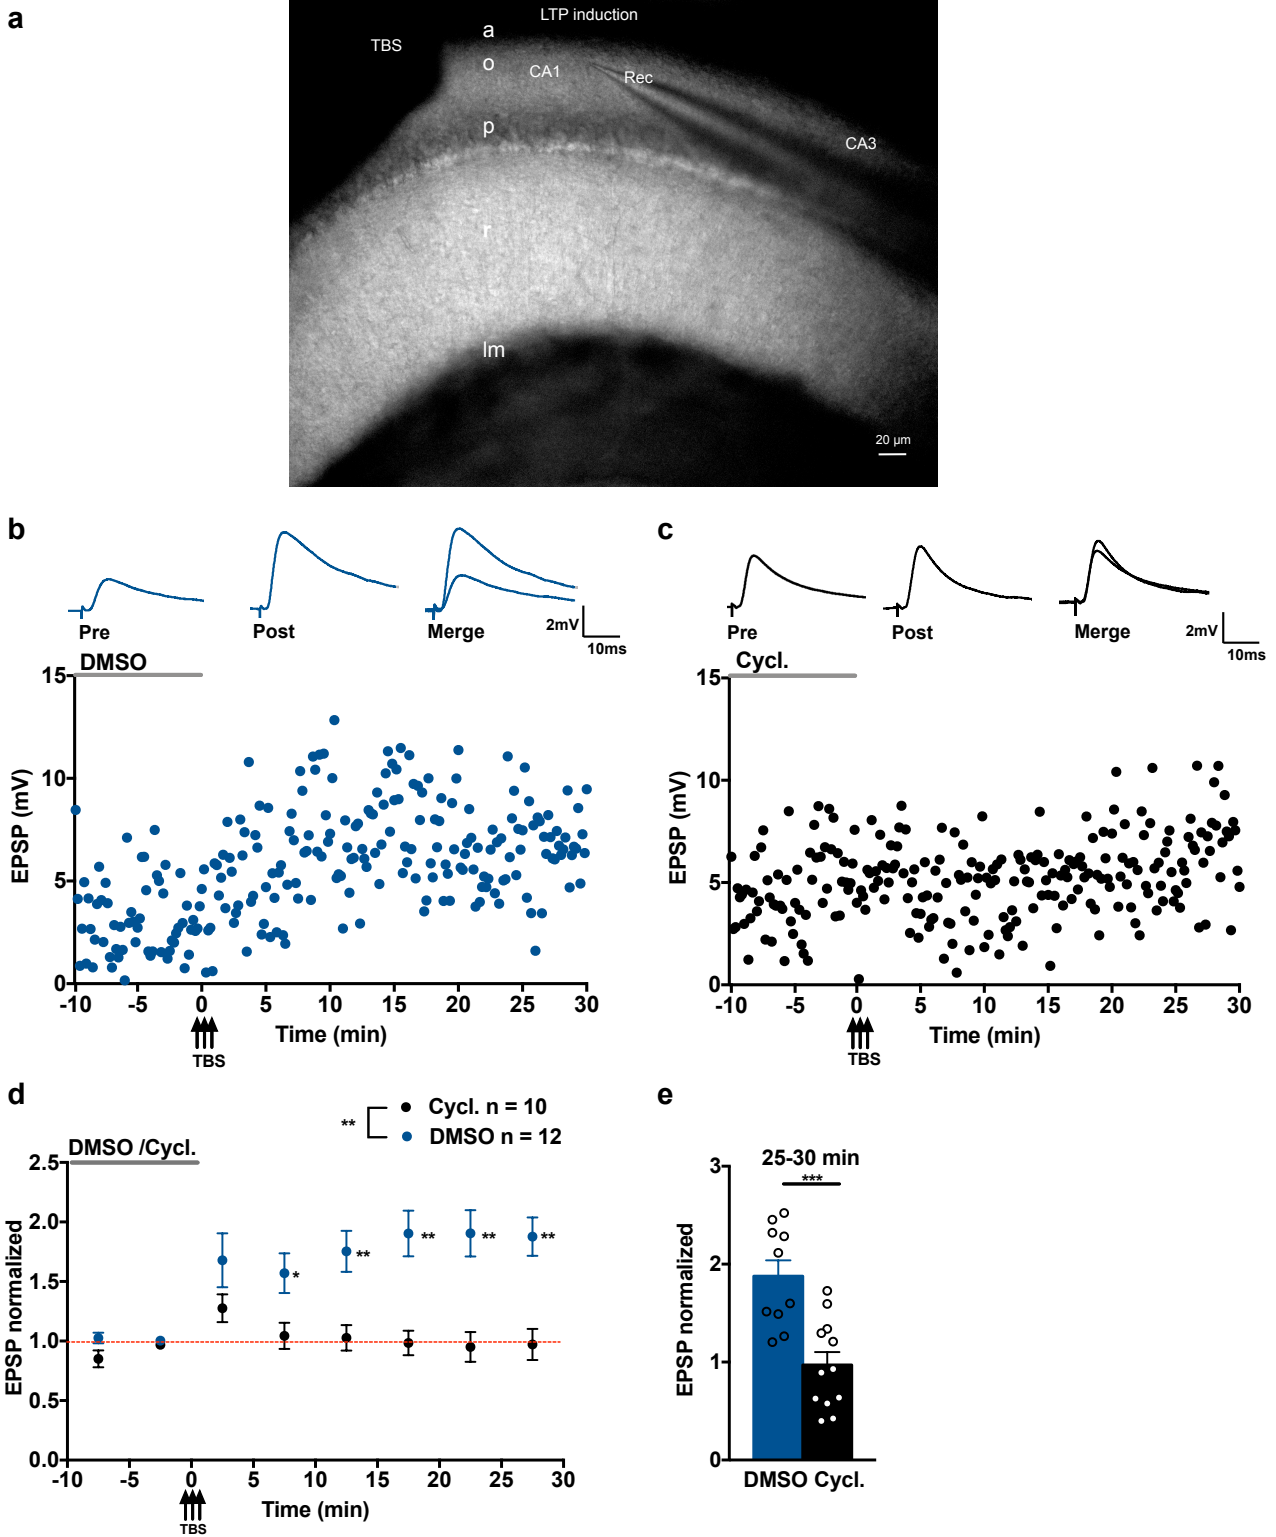 a
LTP induction
a
TBS
o
CA1
Rec
p
CA3
r
lm
20 µm
b
Pre
Post
Merge
2mV
10ms
DMSO
15
10
5
0
EPSP (mV)
-10 -5 0 5 10 15 20 25 30
TBS
Time (min)
c
Pre
Post
Merge
2mV
10ms
Cycl.
15
10
5
0
EPSP (mV)
-10 -5 0 5 10 15 20 25 30
TBS
Time (min)
d
** Cycl. n = 10
DMSO n = 12
DMSO /Cycl.
2.5
2.0
1.5
1.0
0.5
0.0
EPSP normalized
* ** ** ** **
-10 -5 0 5 10 15 20 25 30
TBS
Time (min)
e
25-30 min
***
3
2
1
0
EPSP normalized
DMSO Cycl.